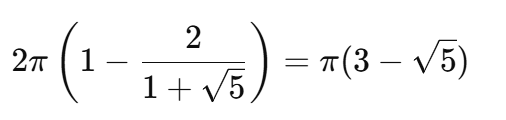 2π(1 − 2/(1 + √5)) = π(3 − √5)